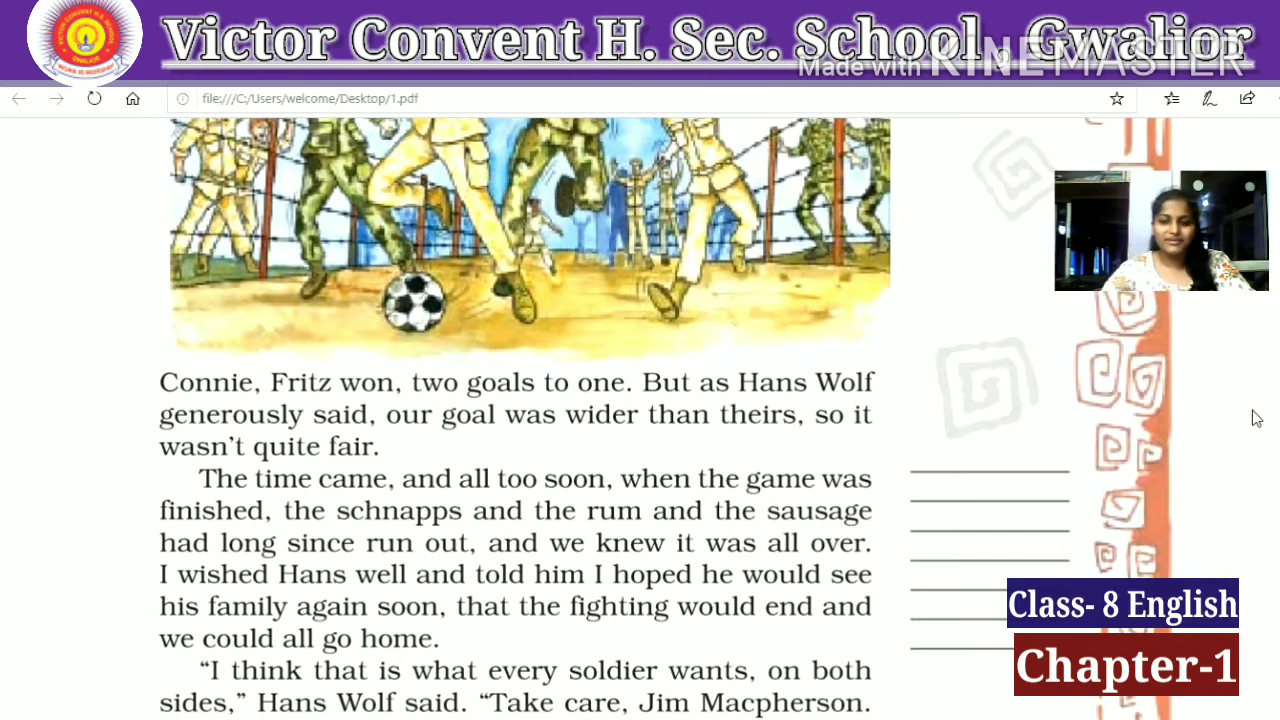 Victor Convent H. Sec. School , Gwalior
Made with KINEMASTER
file:///C:/Users/welcome/Desktop/1.pdf
Connie, Fritz won, two goals to one. But as Hans Wolf
generously said, our goal was wider than theirs, so it
wasn't quite fair.
The time came, and all too soon, when the game was
finished, the schnapps and the rum and the sausage
had long since run out, and we knew it was all over.
I wished Hans well and told him I hoped he would see
his family again soon, that the fighting would end and
we could all go home.
"I think that is what every soldier wants, on both
sides," Hans Wolf said. "Take care, Jim Macpherson.
Class- 8 English
Chapter-1